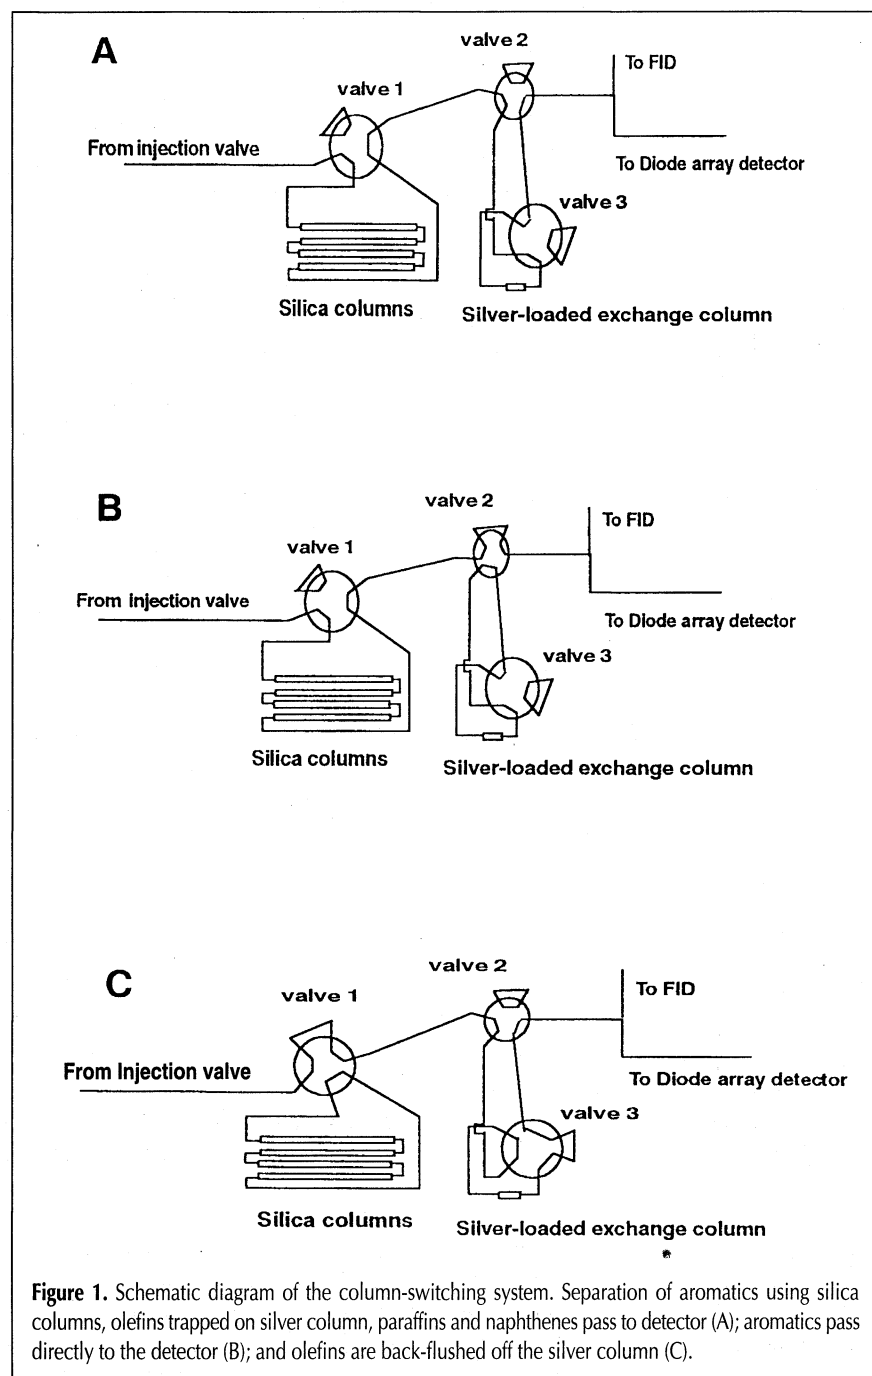 A
valve 2
To FID
valve 1
From injection valve
To Diode array detector
valve 3
Silica columns
Silver-loaded exchange column
B
valve 2
To FID
valve 1
From injection valve
To Diode array detector
valve 3
Silica columns
Silver-loaded exchange column
C
valve 2
To FID
valve 1
From Injection valve
To Diode array detector
valve 3
Silica columns
Silver-loaded exchange column
Figure 1. Schematic diagram of the column-switching system. Separation of aromatics using silica
columns, olefins trapped on silver column, paraffins and naphthenes pass to detector (A); aromatics pass
directly to the detector (B); and olefins are back-flushed off the silver column (C).